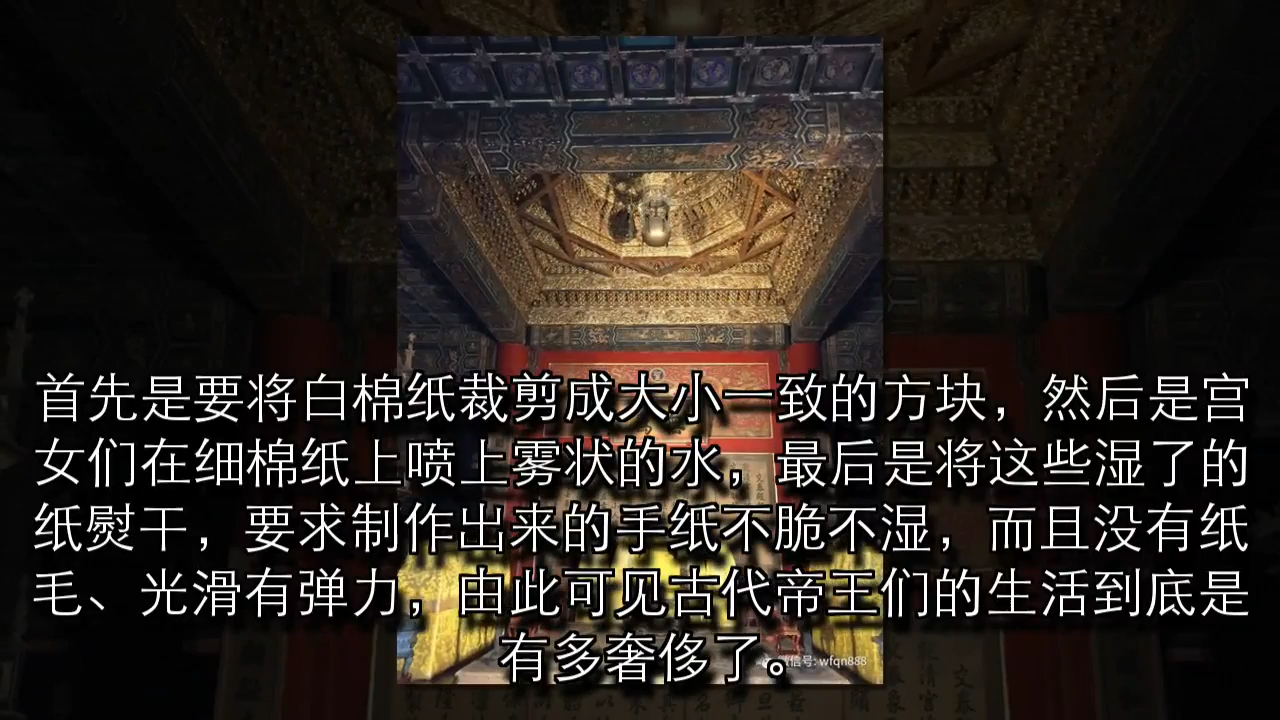 首先是要将白棉纸裁剪成大小一致的方块，然后是宫
女们在细棉纸上喷上雾状的水，最后是将这些湿了的
纸熨干，要求制作出来的手纸不脆不湿，而且没有纸
毛、光滑有弹力，由此可见古代帝王们的生活到底是
有多奢侈了。
微信号: wfqn888